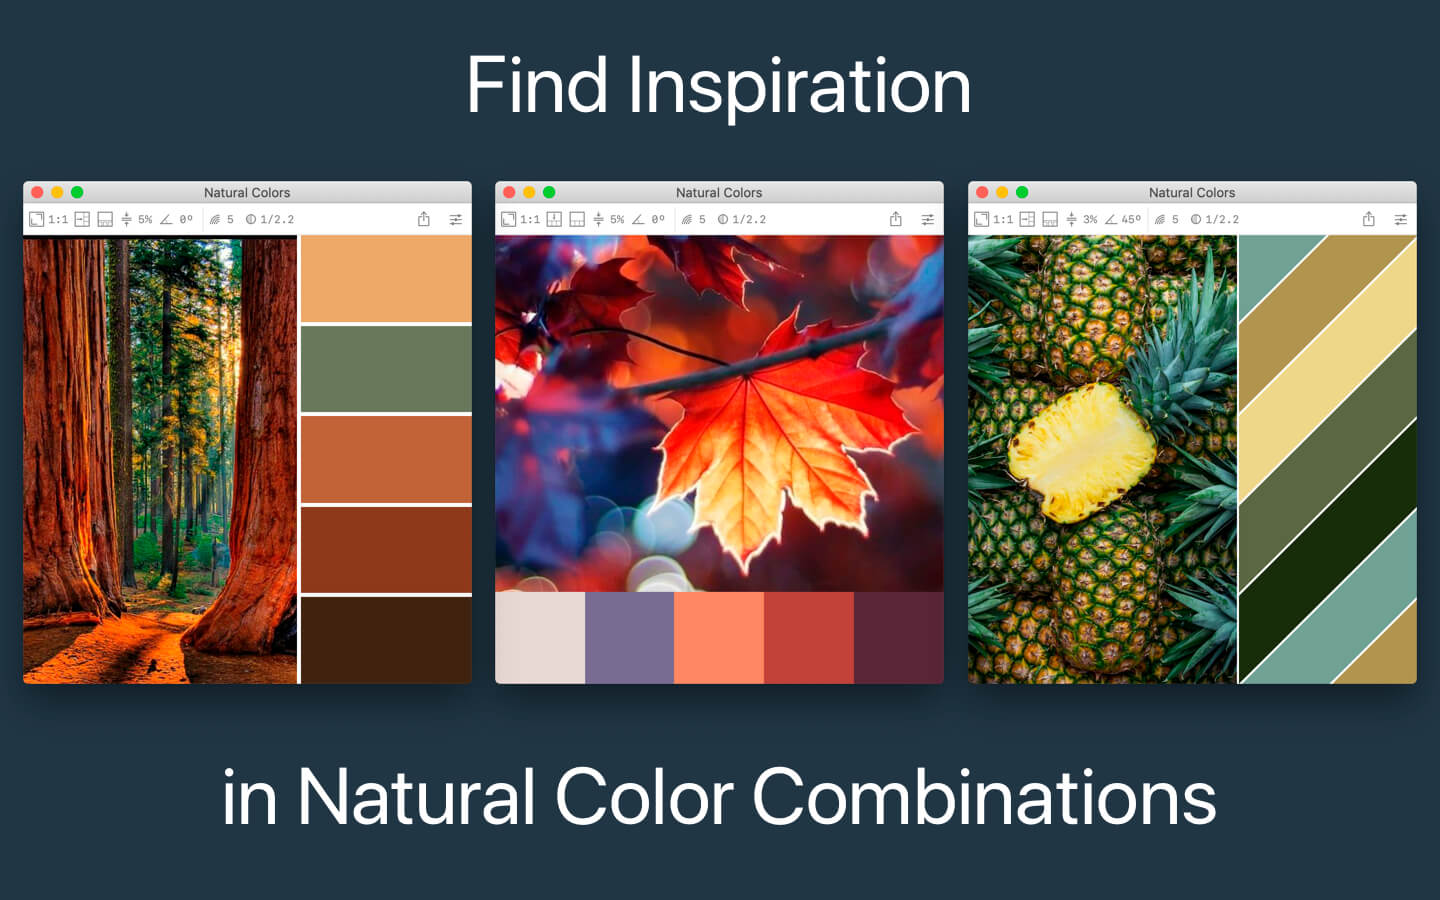 Find Inspiration
Natural Colors
1:1 5% 0° 5 1/2.2
Natural Colors
1:1 5% 0° 5 1/2.2
Natural Colors
1:1 3% 45° 5 1/2.2
in Natural Color Combinations